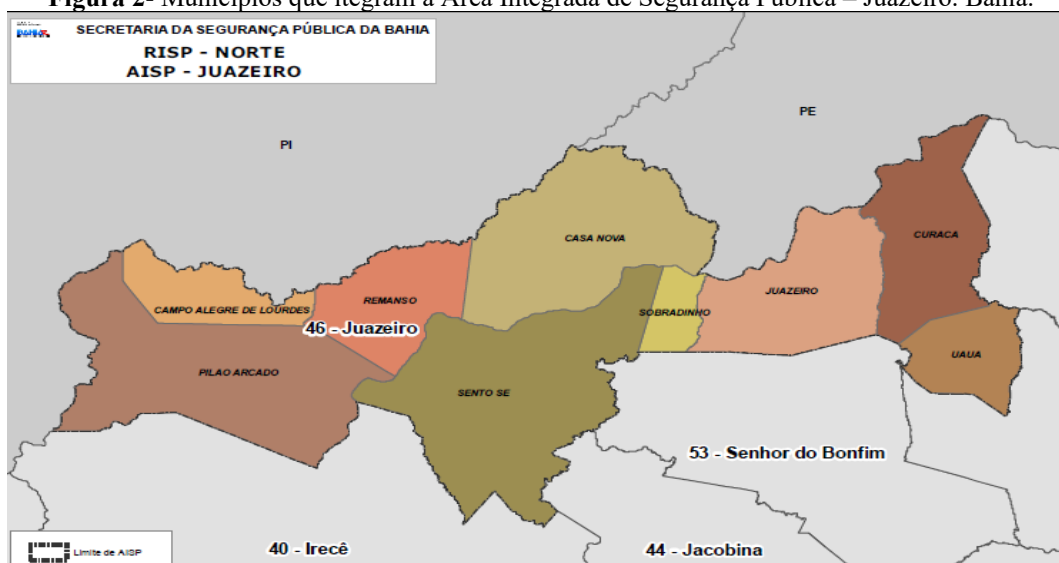 Figura 2- Municípios que itegram a Área Integrada de Segurança Pública – Juazeiro. Bahia.
SECRETARIA DA SEGURANÇA PÚBLICA DA BAHIA
RISP - NORTE
AISP - JUAZEIRO
PI
PE
CURACA
CASA NOVA
JUAZEIRO
REMANSO
CAMPO ALEGRE DE LOURDES
SOBRADINHO
46 - Juazeiro
UAUA
PILAO ARCADO
SENTO SE
53 - Senhor do Bonfim
Limite de AISP
40 - Irecê
44 - Jacobina